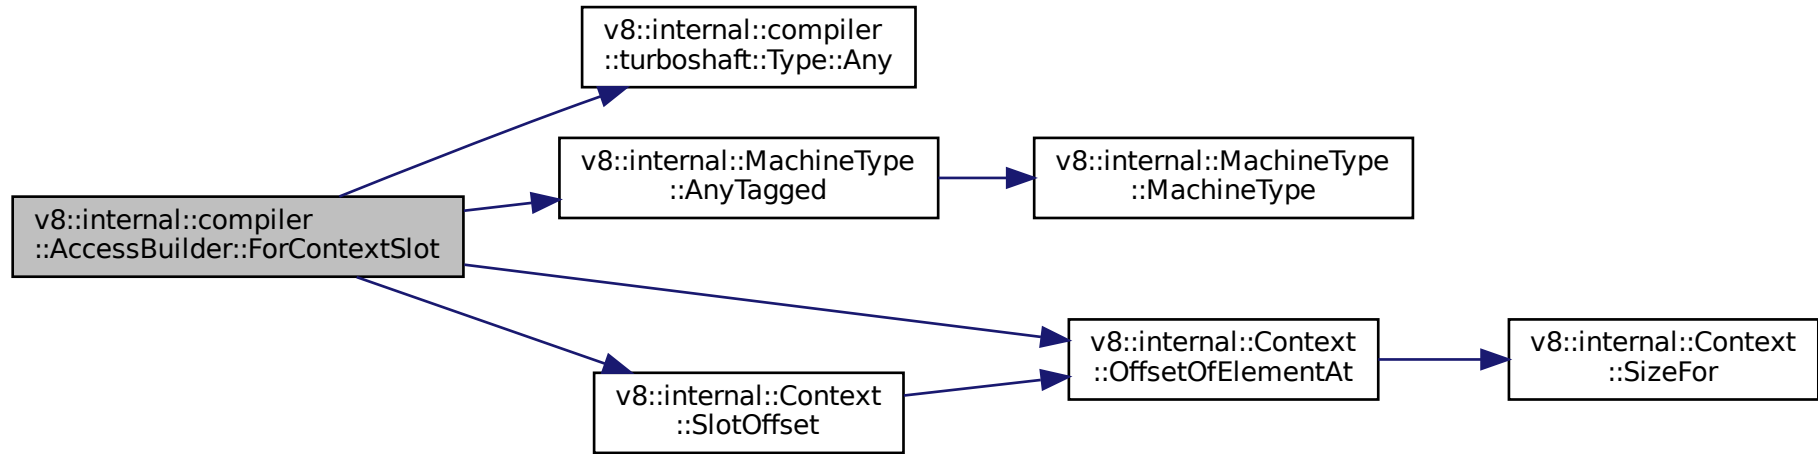 v8::internal::compiler
::turboshaft::Type::Any
v8::internal::MachineType
::AnyTagged
v8::internal::MachineType
::MachineType
v8::internal::compiler
::AccessBuilder::ForContextSlot
v8::internal::Context
::OffsetOfElementAt
v8::internal::Context
::SizeFor
v8::internal::Context
::SlotOffset